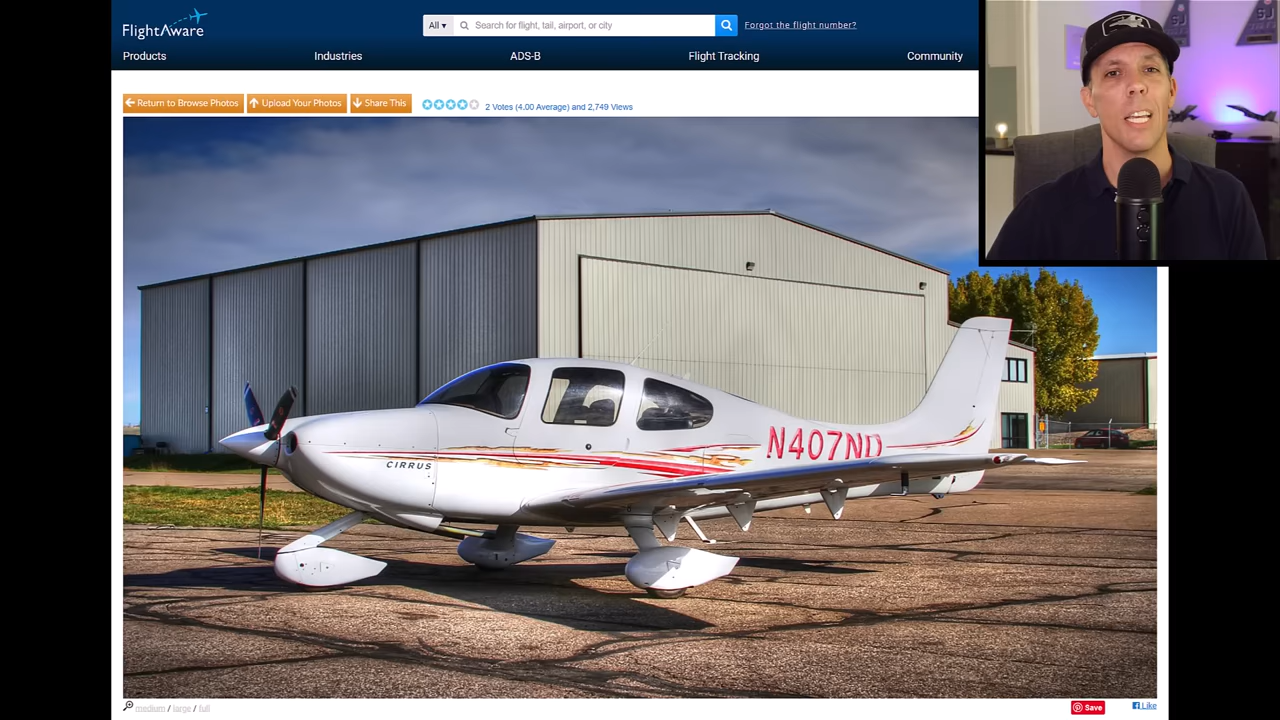 FlightAware
All
Search for flight, tail, airport, or city
Forgot the flight number?
Products
Industries
ADS-B
Flight Tracking
Community
Return to Browse Photos
Upload Your Photos
Share This
2 Votes (4.00 Average) and 2,749 Views
SJ
N407ND
CIRRUS
medium / large / full
Save
Like